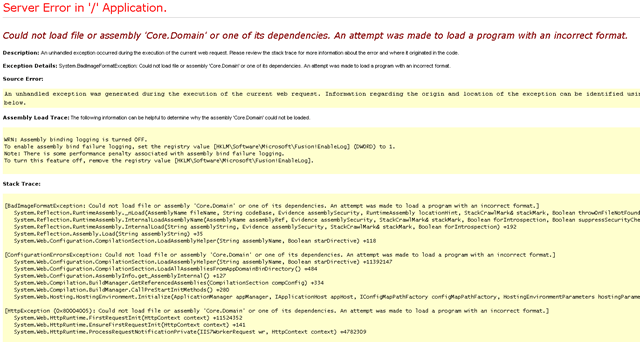 Server Error in '/' Application.
Could not load file or assembly 'Core.Domain' or one of its dependencies. An attempt was made to load a program with an incorrect format.
Description: An unhandled exception occurred during the execution of the current web request. Please review the stack trace for more information about the error and where it originated in the code.
Exception Details: System.BadImageFormatException: Could not load file or assembly 'Core.Domain' or one of its dependencies. An attempt was made to load a program with an incorrect format.
Source Error:
An unhandled exception was generated during the execution of the current web request. Information regarding the origin and location of the exception can be identified usin
below.
Assembly Load Trace: The following information can be helpful to determine why the assembly 'Core.Domain' could not be loaded.
WRN: Assembly binding logging is turned OFF.
To enable assembly bind failure logging, set the registry value [HKLM\Software\Microsoft\Fusion!EnableLog] (DWORD) to 1.
Note: There is some performance penalty associated with assembly bind failure logging.
To turn this feature off, remove the registry value [HKLM\Software\Microsoft\Fusion!EnableLog].
Stack Trace:
[BadImageFormatException: Could not load file or assembly 'Core.Domain' or one of its dependencies. An attempt was made to load a program with an incorrect format.]
System.Reflection.RuntimeAssembly._nLoad(AssemblyName fileName, String codeBase, Evidence assemblySecurity, RuntimeAssembly locationHint, StackCrawlMark& stackMark, Boolean throwOnFileNotFoun
System.Reflection.RuntimeAssembly.InternalLoadAssemblyName(AssemblyName assemblyRef, Evidence assemblySecurity, StackCrawlMark& stackMark, Boolean forIntrospection, Boolean suppressSecurityChe
System.Reflection.RuntimeAssembly.InternalLoad(String assemblyString, Evidence assemblySecurity, StackCrawlMark& stackMark, Boolean forIntrospection) +192
System.Reflection.Assembly.Load(String assemblyString) +35
System.Web.Configuration.CompilationSection.LoadAssemblyHelper(String assemblyName, Boolean starDirective) +118
[ConfigurationErrorsException: Could not load file or assembly 'Core.Domain' or one of its dependencies. An attempt was made to load a program with an incorrect format.]
System.Web.Configuration.CompilationSection.LoadAssemblyHelper(String assemblyName, Boolean starDirective) +11392147
System.Web.Configuration.CompilationSection.LoadAllAssembliesFromAppDomainBinDirectory() +484
System.Web.Configuration.AssemblyInfo.get_AssemblyInternal() +127
System.Web.Compilation.BuildManager.GetReferencedAssemblies(CompilationSection compConfig) +334
System.Web.Compilation.BuildManager.CallPreStartInitMethods() +280
System.Web.Hosting.HostingEnvironment.Initialize(ApplicationManager appManager, IApplicationHost appHost, IConfigMapPathFactory configMapPathFactory, HostingEnvironmentParameters hostingParame
[HttpException (0x80004005): Could not load file or assembly 'Core.Domain' or one of its dependencies. An attempt was made to load a program with an incorrect format.]
System.Web.HttpRuntime.FirstRequestInit(HttpContext context) +11524352
System.Web.HttpRuntime.EnsureFirstRequestInit(HttpContext context) +141
System.Web.HttpRuntime.ProcessRequestNotificationPrivate(IIS7WorkerRequest wr, HttpContext context) +4782309